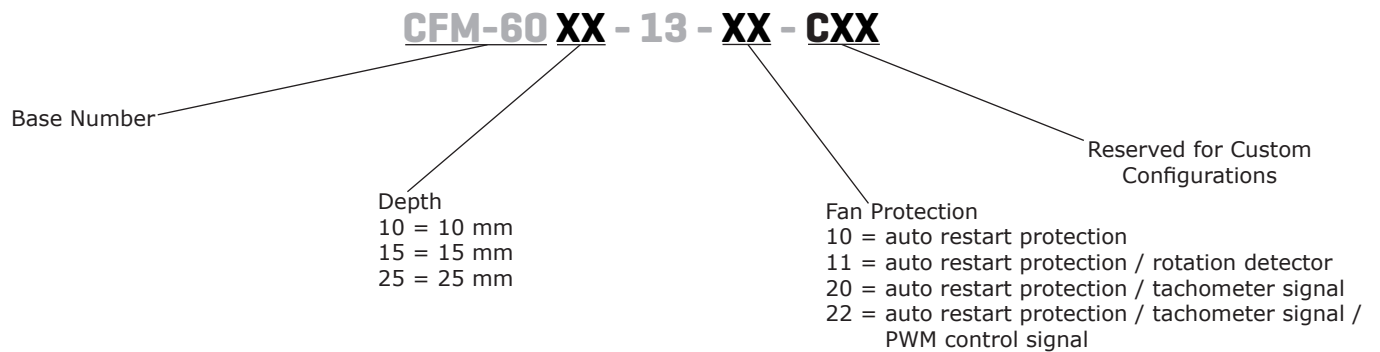 CFM-60 XX - 13 - XX - CXX
Base Number
Depth
10 = 10 mm
15 = 15 mm
25 = 25 mm
Fan Protection
10 = auto restart protection
11 = auto restart protection / rotation detector
20 = auto restart protection / tachometer signal
22 = auto restart protection / tachometer signal /
PWM control signal
Reserved for Custom
Configurations